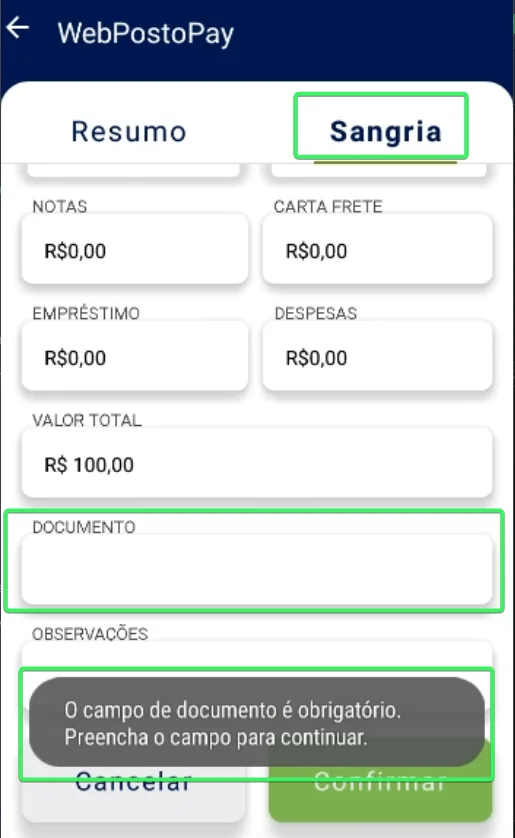 WebPostoPay
Resumo
Sangria
NOTAS
CARTA FRETE
R$0,00
R$0,00
EMPRÉSTIMO
DESPESAS
R$0,00
R$0,00
VALOR TOTAL
R$ 100,00
DOCUMENTO
OBSERVAÇÕES
O campo de documento é obrigatório.
Preencha o campo para continuar.
Cancelar
Confirmar